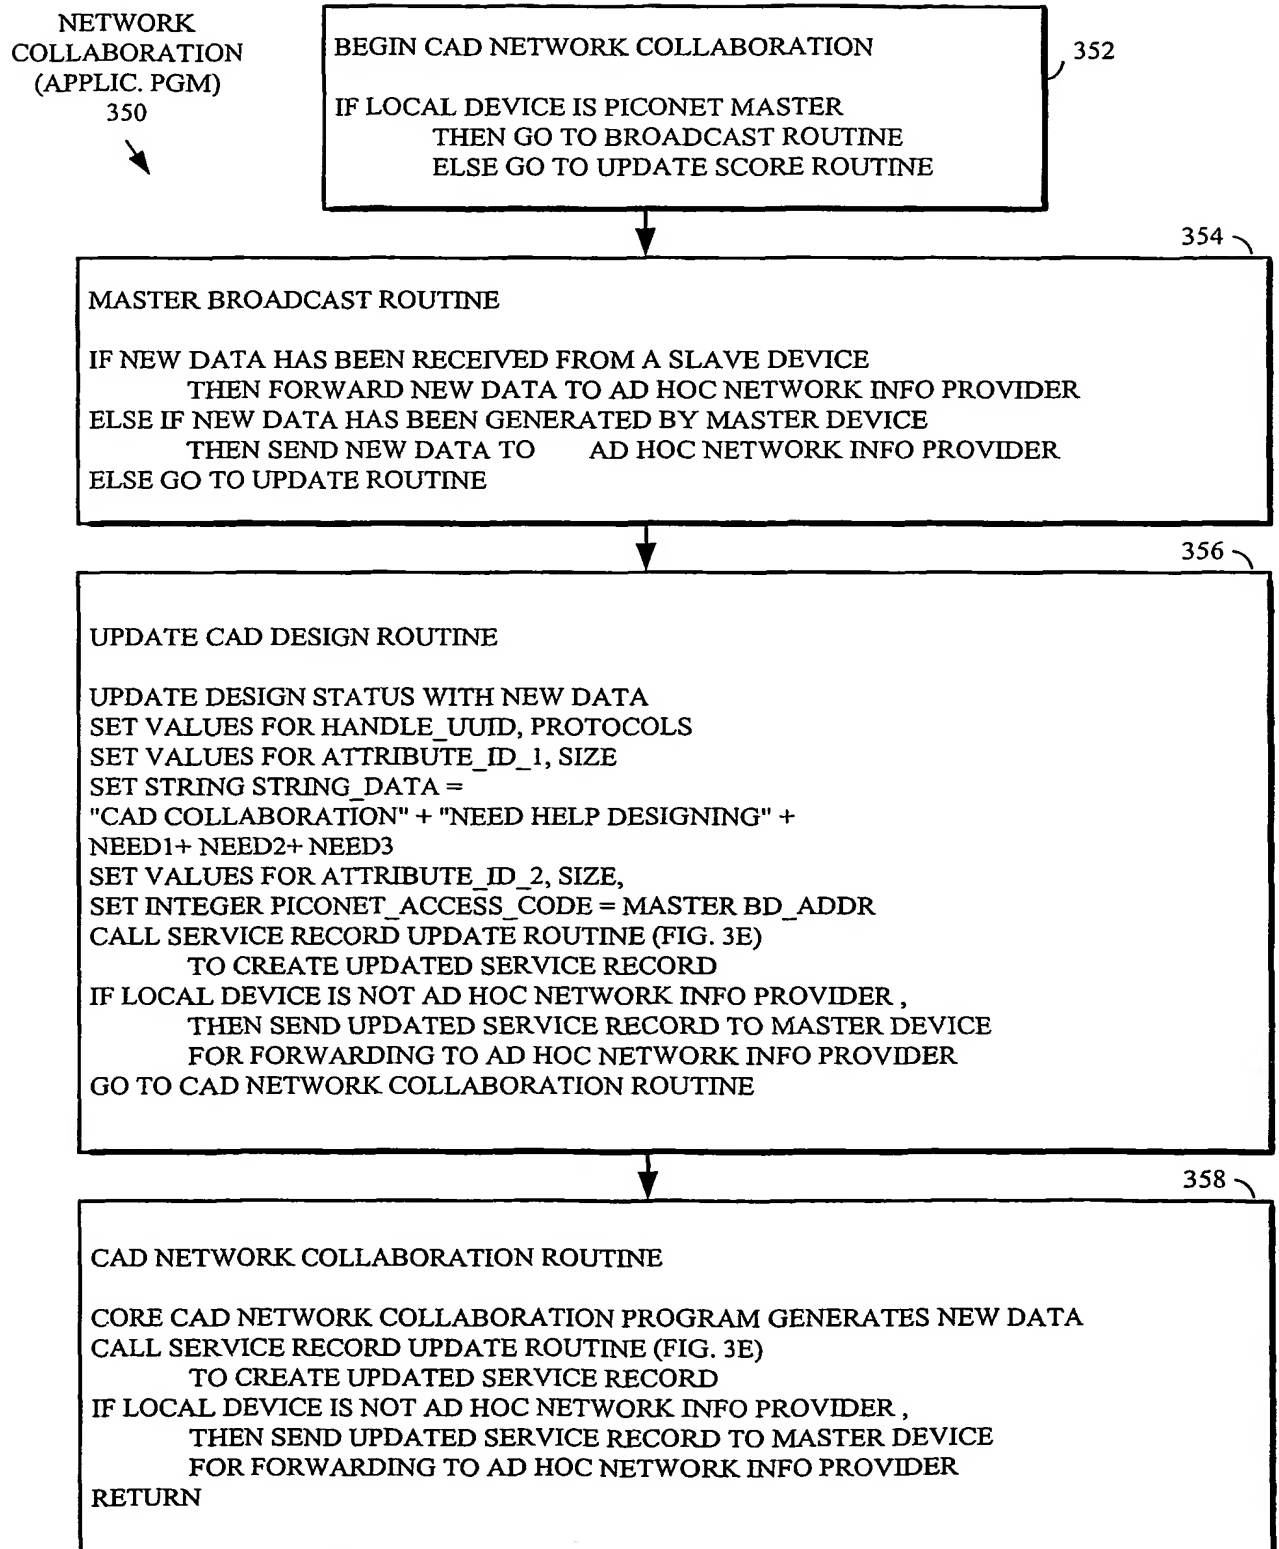 NETWORK
COLLABORATION
(APPLIC. PGM)
350
BEGIN CAD NETWORK COLLABORATION
352
IF LOCAL DEVICE IS PICONET MASTER
THEN GO TO BROADCAST ROUTINE
ELSE GO TO UPDATE SCORE ROUTINE
354
MASTER BROADCAST ROUTINE
IF NEW DATA HAS BEEN RECEIVED FROM A SLAVE DEVICE
THEN FORWARD NEW DATA TO AD HOC NETWORK INFO PROVIDER
ELSE IF NEW DATA HAS BEEN GENERATED BY MASTER DEVICE
THEN SEND NEW DATA TO AD HOC NETWORK INFO PROVIDER
ELSE GO TO UPDATE ROUTINE
356
UPDATE CAD DESIGN ROUTINE
UPDATE DESIGN STATUS WITH NEW DATA
SET VALUES FOR HANDLE_UUID, PROTOCOLS
SET VALUES FOR ATTRIBUTE_ID_1, SIZE
SET STRING STRING_DATA =
"CAD COLLABORATION" + "NEED HELP DESIGNING" +
NEED1+ NEED2+ NEED3
SET VALUES FOR ATTRIBUTE_ID_2, SIZE,
SET INTEGER PICONET_ACCESS_CODE = MASTER BD_ADDR
CALL SERVICE RECORD UPDATE ROUTINE (FIG. 3E)
TO CREATE UPDATED SERVICE RECORD
IF LOCAL DEVICE IS NOT AD HOC NETWORK INFO PROVIDER ,
THEN SEND UPDATED SERVICE RECORD TO MASTER DEVICE
FOR FORWARDING TO AD HOC NETWORK INFO PROVIDER
GO TO CAD NETWORK COLLABORATION ROUTINE
358
CAD NETWORK COLLABORATION ROUTINE
CORE CAD NETWORK COLLABORATION PROGRAM GENERATES NEW DATA
CALL SERVICE RECORD UPDATE ROUTINE (FIG. 3E)
TO CREATE UPDATED SERVICE RECORD
IF LOCAL DEVICE IS NOT AD HOC NETWORK INFO PROVIDER ,
THEN SEND UPDATED SERVICE RECORD TO MASTER DEVICE
FOR FORWARDING TO AD HOC NETWORK INFO PROVIDER
RETURN